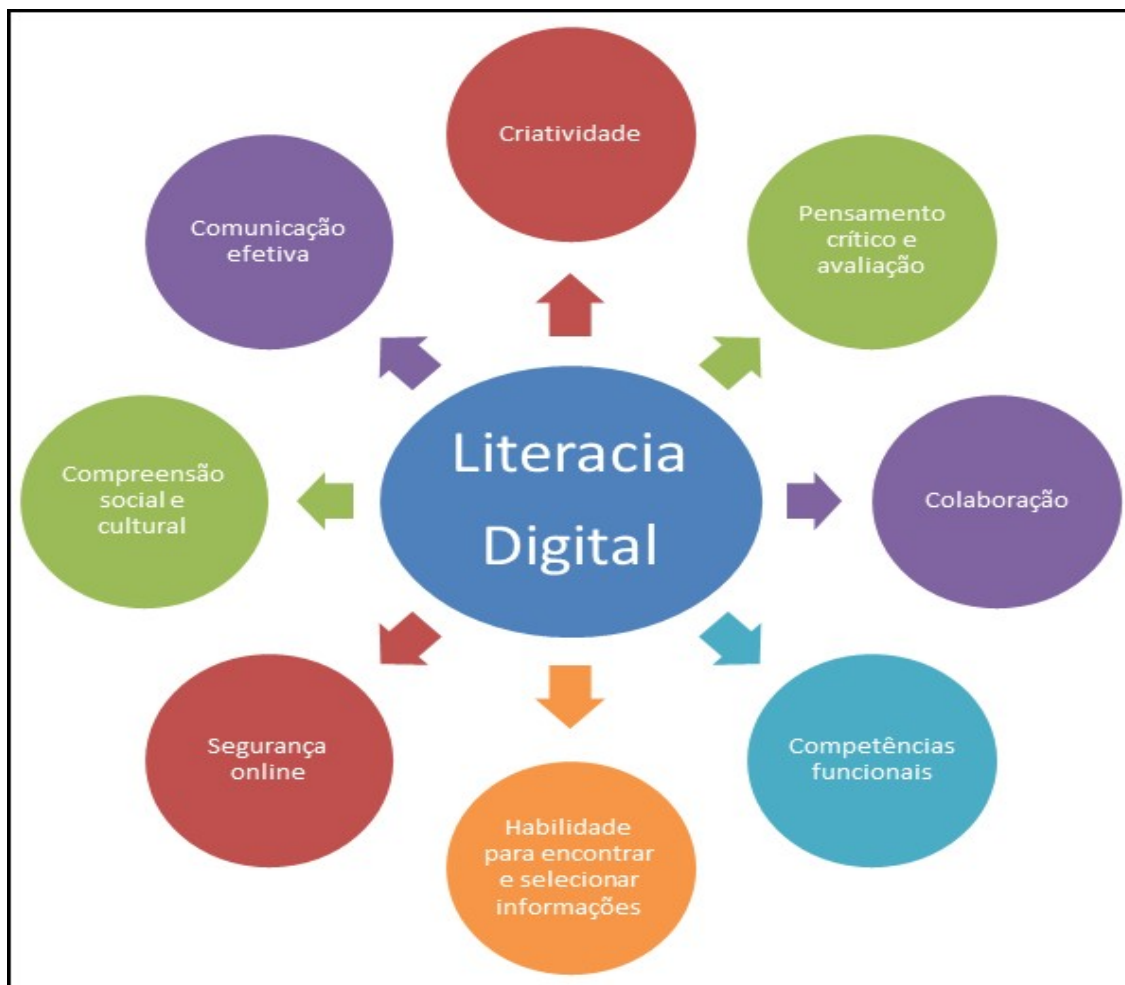 Criatividade
Comunicação
efetiva
Pensamento
crítico e
avaliação
Literacia
Digital
Compreensão
social e
cultural
Colaboração
Segurança
online
Competências
funcionais
Habilidade
para encontrar
e selecionar
informações